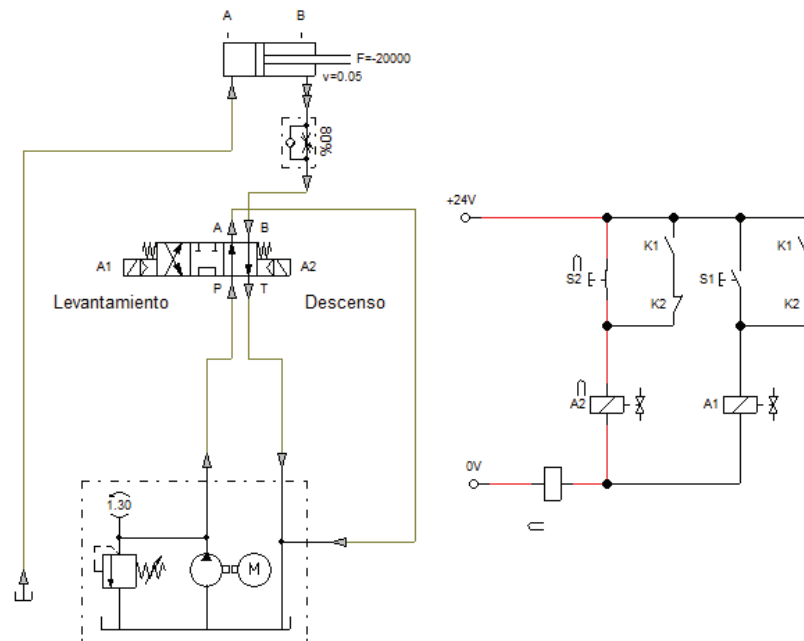 A B
F=-20000
v=0.05
80%
A B
A1 A2
P T
Levantamiento Descenso
1.30
M
+24V
K1 K1
S2 S1
K2 K2
A2 A1
0V